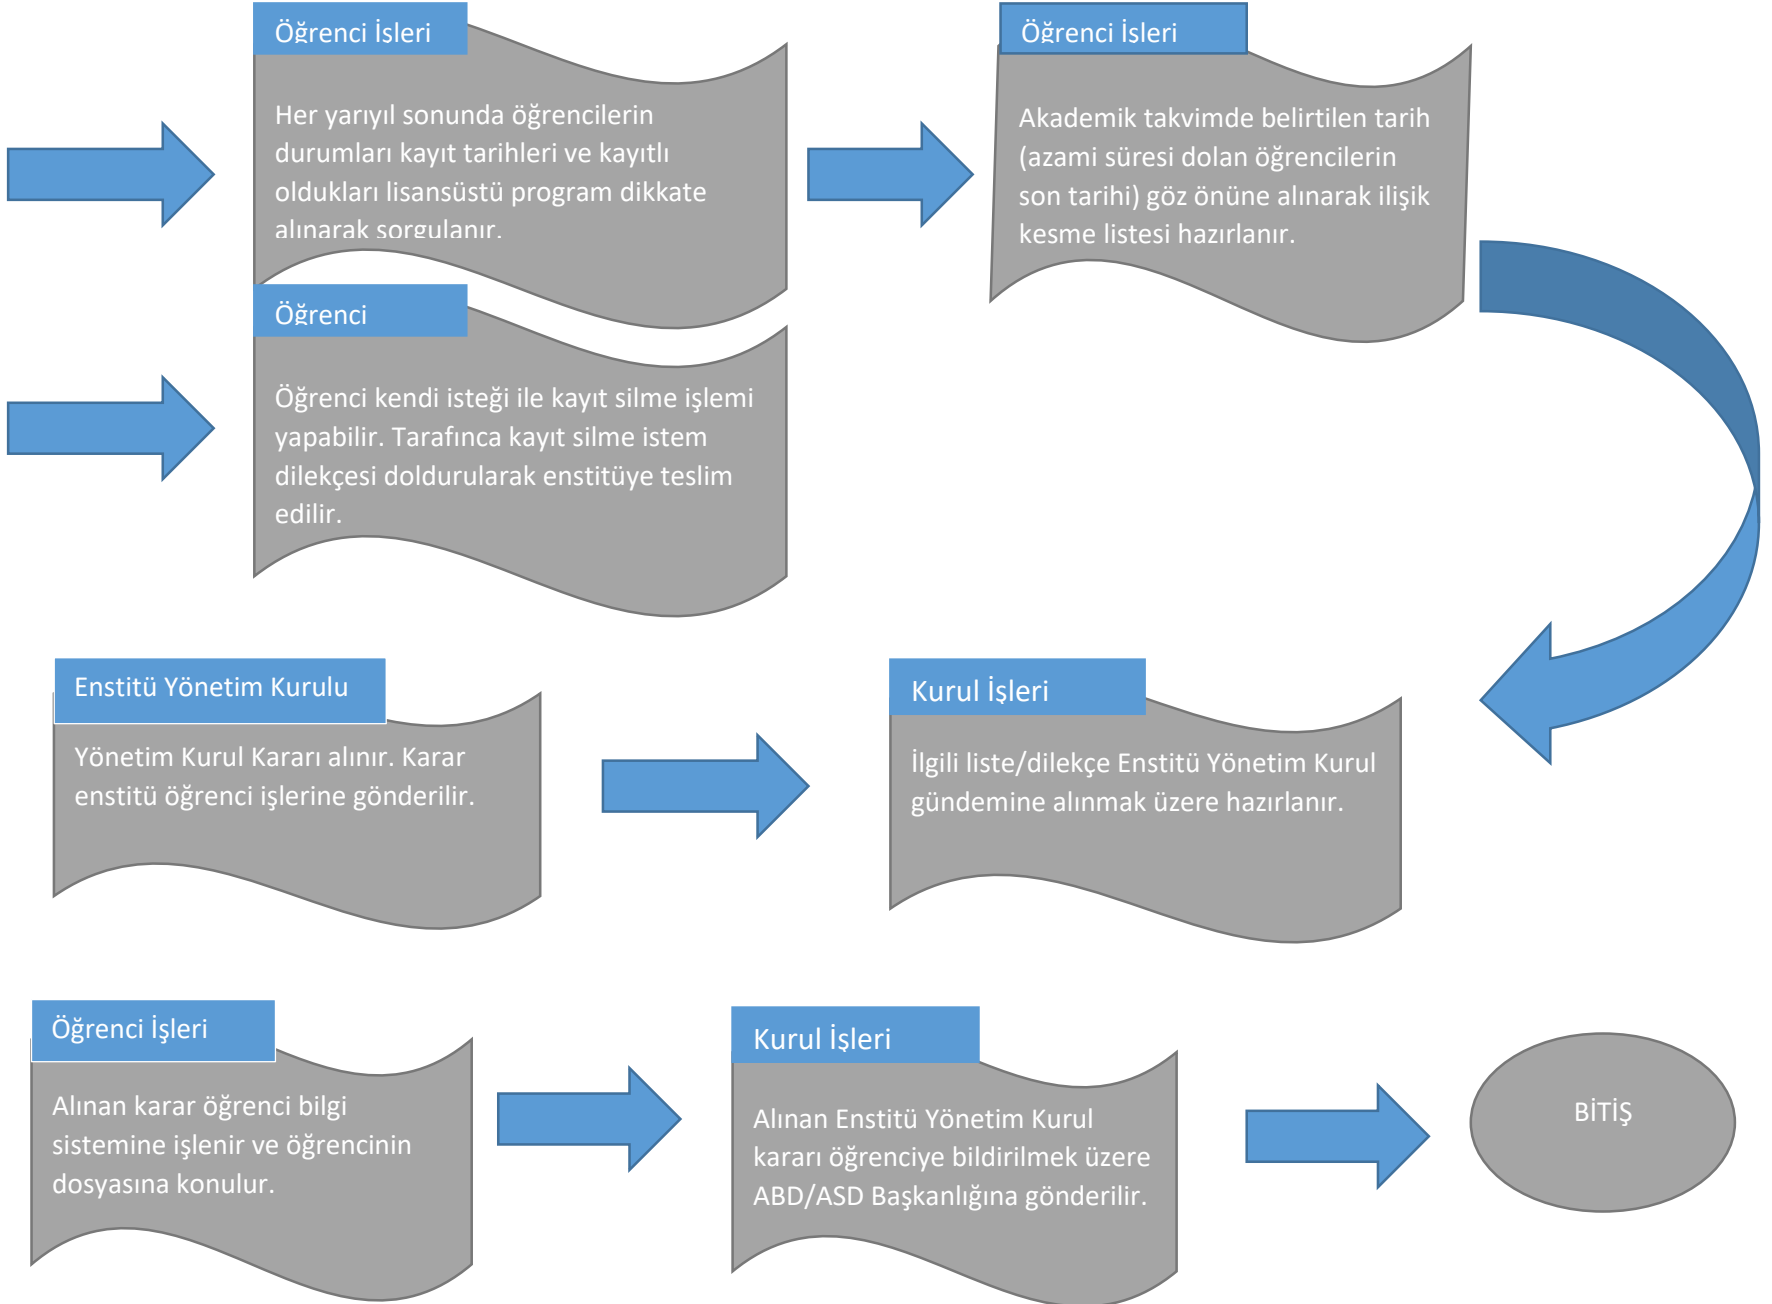 Öğrenci İşleri
Her yarıyıl sonunda öğrencilerin
durumları kayıt tarihleri ve kayıtlı
oldukları lisansüstü program dikkate
alınarak sorgulanır.
Öğrenci İşleri
Akademik takvimde belirtilen tarih
(azami süresi dolan öğrencilerin
son tarihi) göz önüne alınarak ilişik
kesme listesi hazırlanır.
Öğrenci
Öğrenci kendi isteği ile kayıt silme işlemi
yapabilir. Tarafınca kayıt silme istem
dilekçesi doldurularak enstitüye teslim
edilir.
Enstitü Yönetim Kurulu
Yönetim Kurul Kararı alınır. Karar
enstitü öğrenci işlerine gönderilir.
Kurul İşleri
İlgili liste/dilekçe Enstitü Yönetim Kurul
gündemine alınmak üzere hazırlanır.
Öğrenci İşleri
Alınan karar öğrenci bilgi
sistemine işlenir ve öğrencinin
dosyasına konulur.
Kurul İşleri
Alınan Enstitü Yönetim Kurul
kararı öğrenciye bildirilmek üzere
ABD/ASD Başkanlığına gönderilir.
BİTİŞ